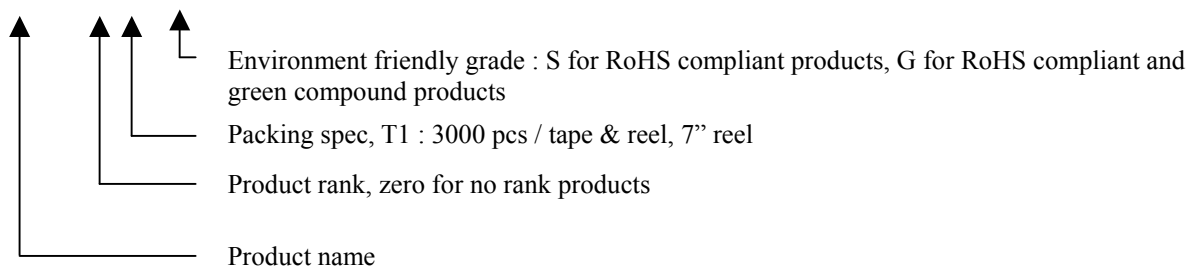 Environment friendly grade : S for RoHS compliant products, G for RoHS compliant and
green compound products
Packing spec, T1 : 3000 pcs / tape & reel, 7” reel
Product rank, zero for no rank products
Product name